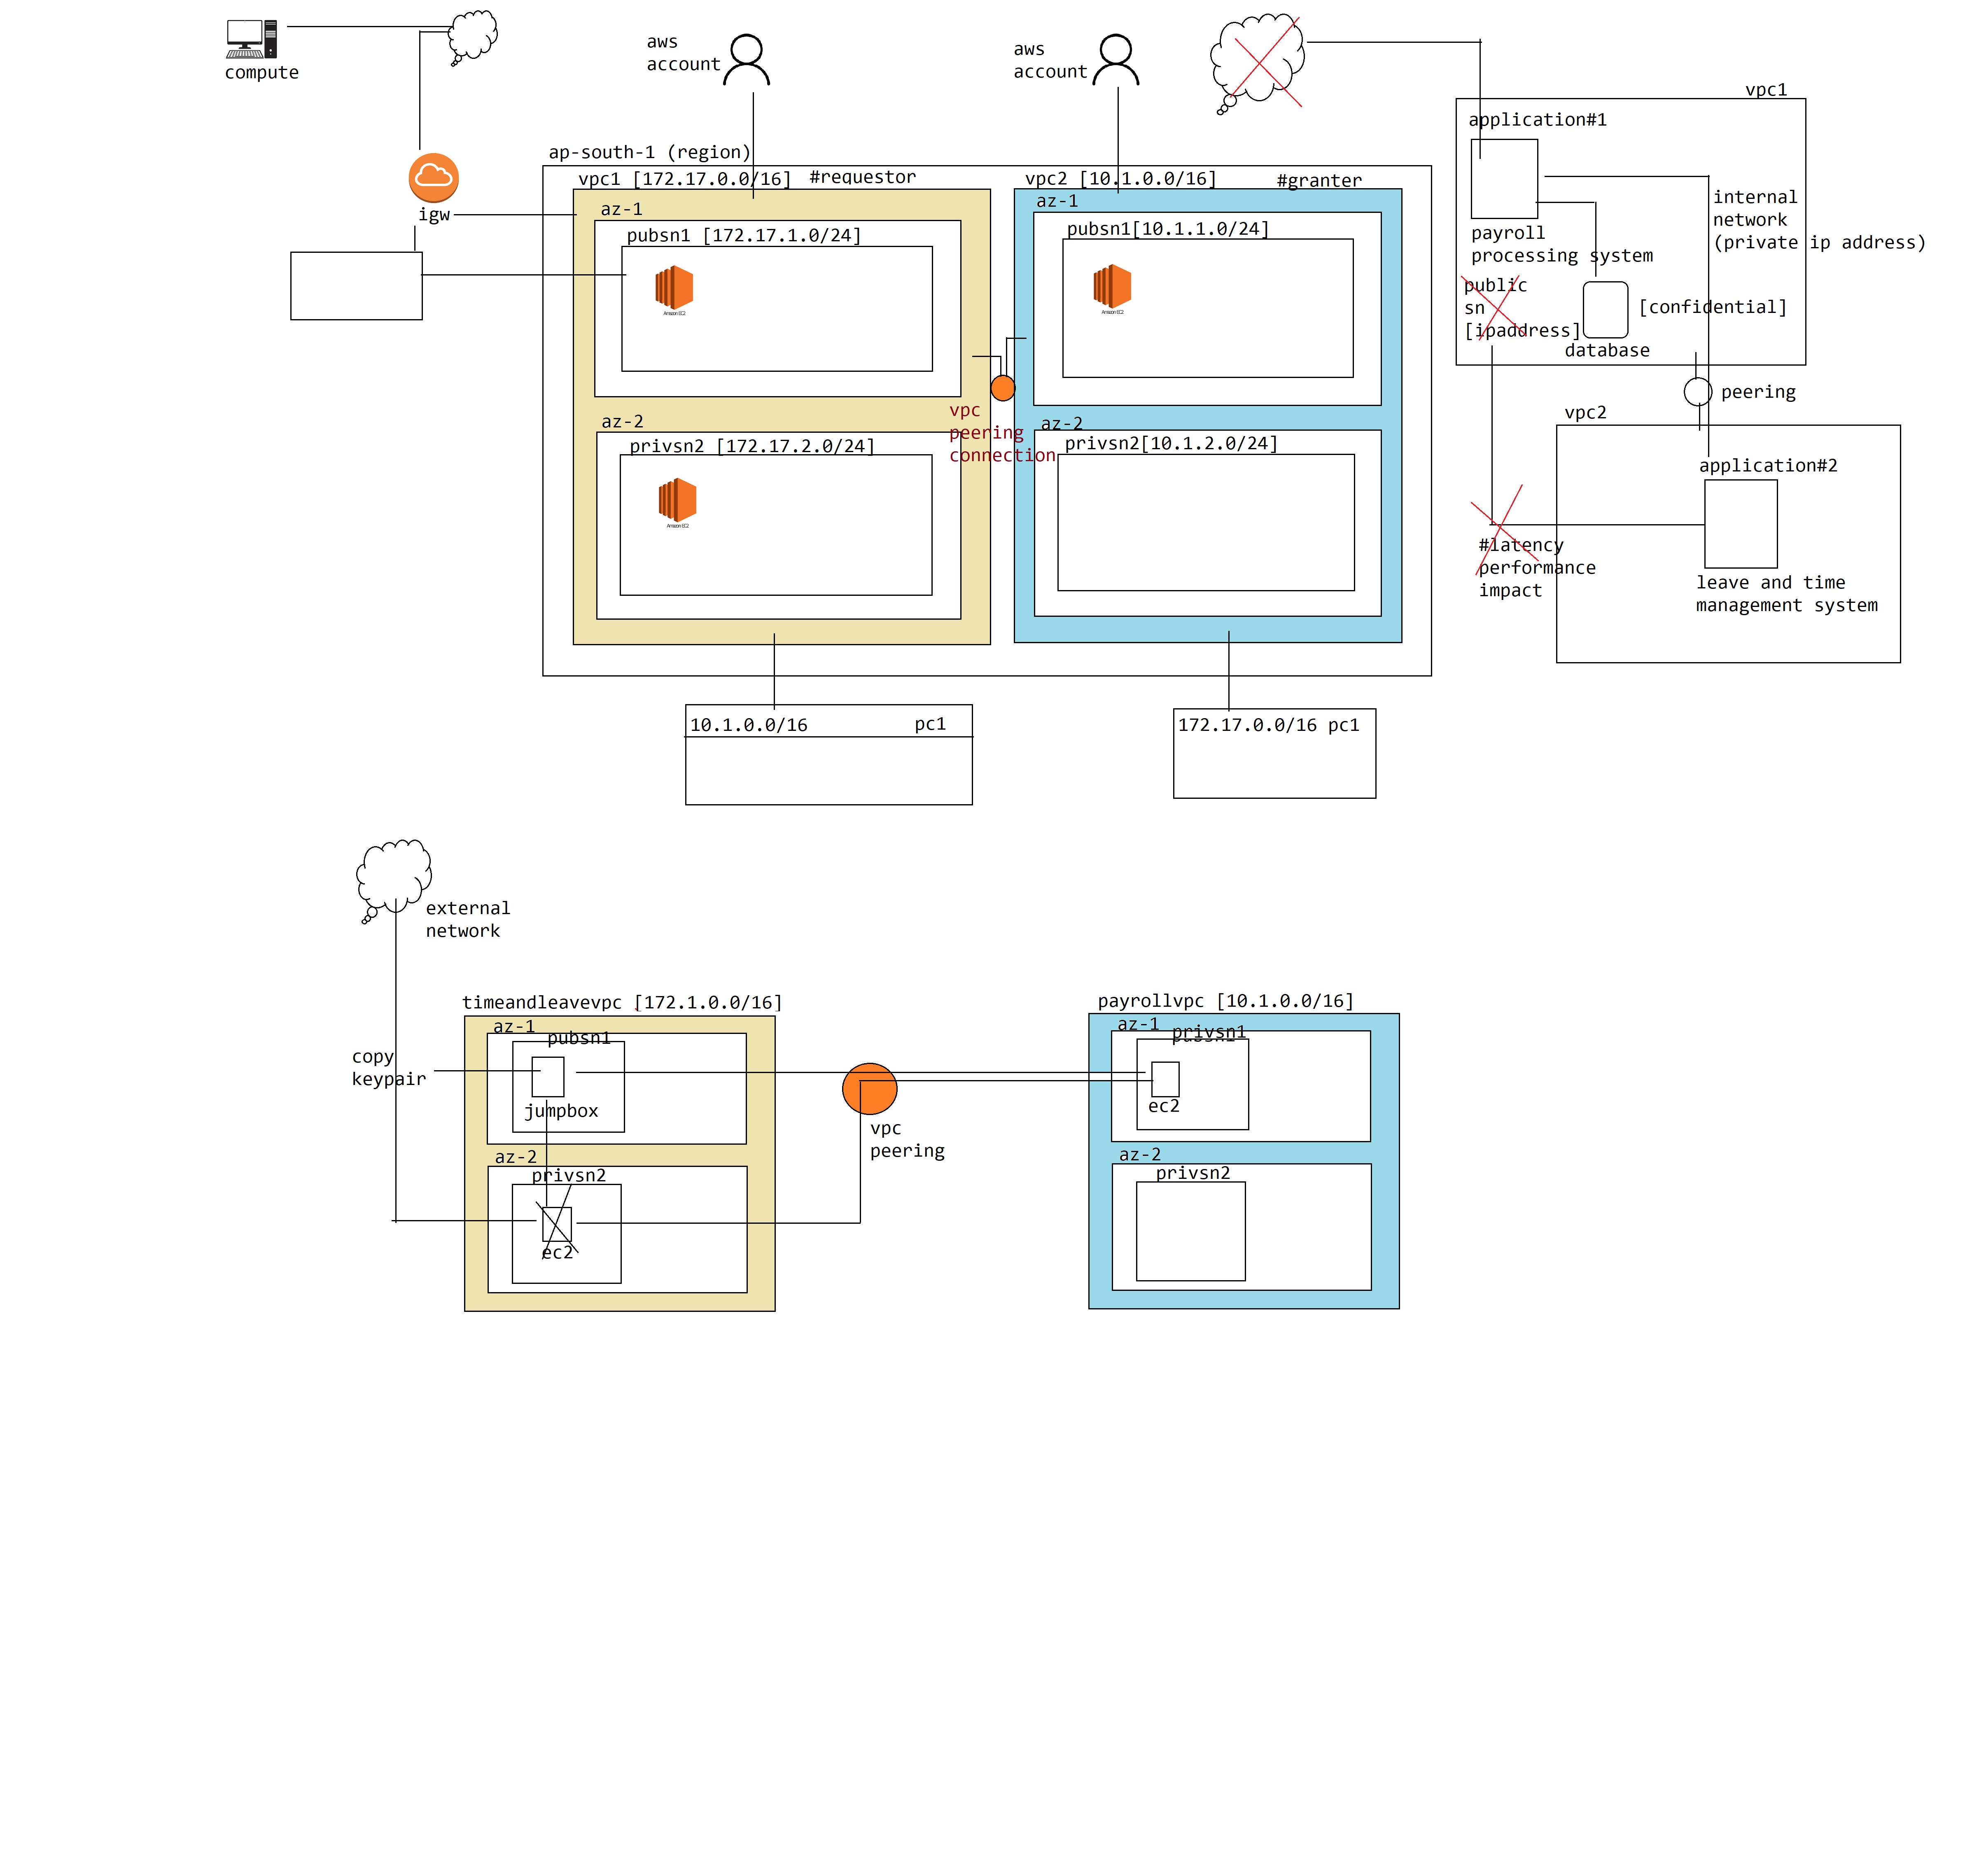 compute
igw
aws
account
aws
account
ap-south-1 (region)
vpc1 [172.17.0.0/16] #requestor
az-1
pubsn1 [172.17.1.0/24]
Amazon EC2
az-2
privsn2 [172.17.2.0/24]
Amazon EC2
vpc
peering
connection
vpc2 [10.1.0.0/16] #granter
az-1
pubsn1[10.1.1.0/24]
Amazon EC2
az-2
privsn2[10.1.2.0/24]
10.1.0.0/16 pc1
172.17.0.0/16 pc1
vpc1
application#1
payroll
processing system
public
sn
[ipaddress]
database
[confidential]
internal
network
(private ip address)
peering
vpc2
application#2
leave and time
management system
#latency
performance
impact
external
network
copy
keypair
timeandleavevpc [172.1.0.0/16]
az-1
pubsn1
jumpbox
az-2
privsn2
ec2
vpc
peering
payrollvpc [10.1.0.0/16]
az-1
privsn1
ec2
az-2
privsn2